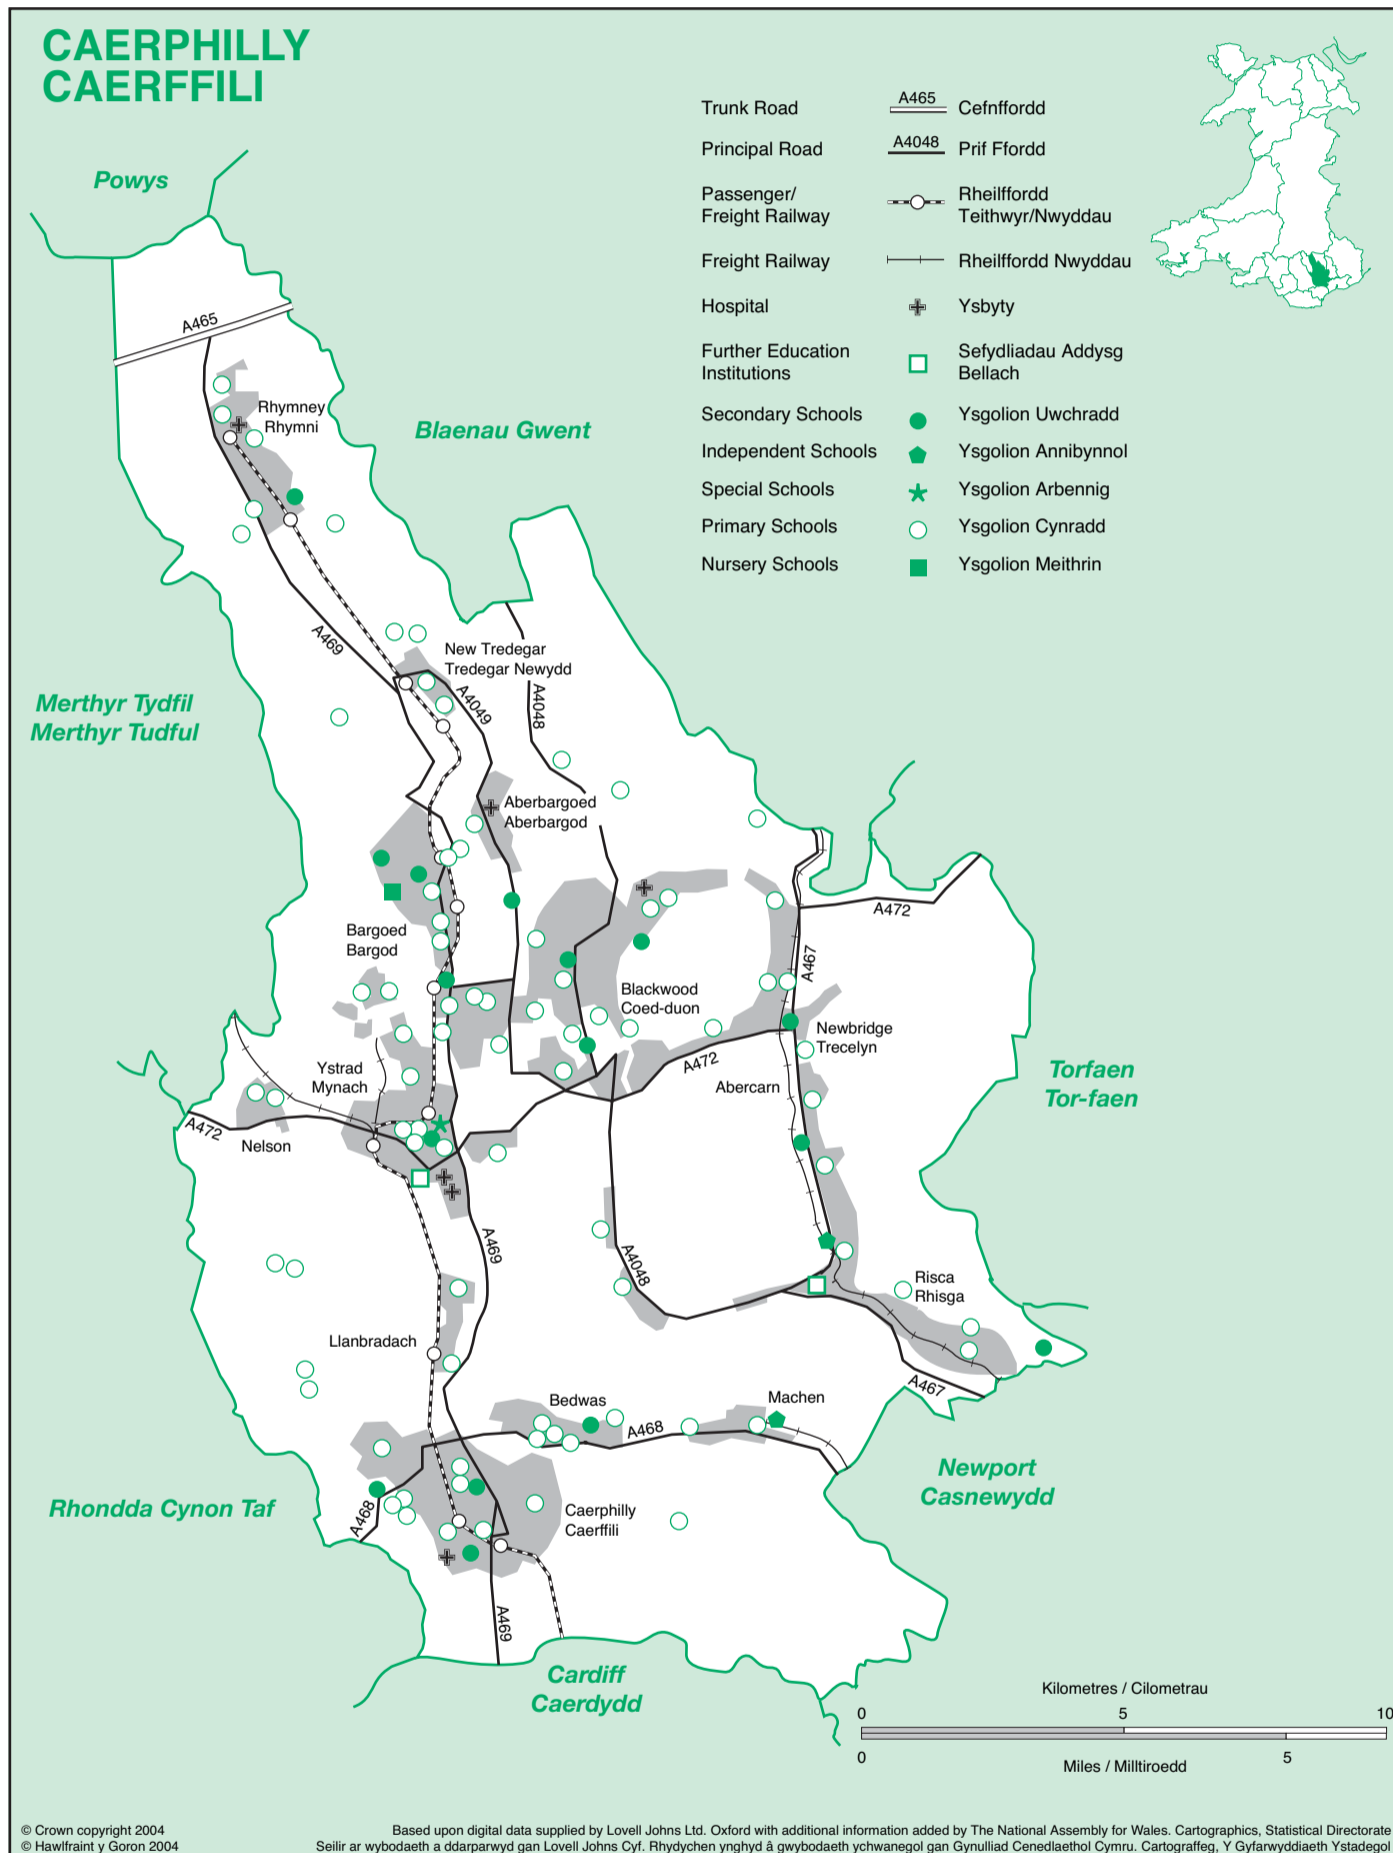 CAERPHILLY
CAERFFILI
Trunk Road
A465
Cefnffordd
Principal Road
A4048
Prif Ffordd
Passenger/
Freight Railway
Rheilffordd
Teithwyr/Nwyddau
Freight Railway
Rheilffordd Nwyddau
Hospital
Ysbyty
Further Education
Institutions
Sefydliadau Addysg
Bellach
Secondary Schools
Ysgolion Uwchradd
Independent Schools
Ysgolion Annibynnol
Special Schools
Ysgolion Arbennig
Primary Schools
Ysgolion Cynradd
Nursery Schools
Ysgolion Meithrin
Powys
A465
Rhymney
Rhymni
Blaenau Gwent
A469
New Tredegar
Tredegar Newydd
A4049
A4048
Merthyr Tydfil
Merthyr Tudful
Aberbargoed
Aberbargod
A472
Bargoed
Bargod
A467
Blackwood
Coed-duon
Newbridge
Trecelyn
Ystrad
Mynach
A472
Abercarn
Torfaen
Tor-faen
A472
Nelson
A469
A4048
Risca
Rhisga
Llanbradach
A467
Bedwas
Machen
A468
Newport
Casnewydd
Rhondda Cynon Taf
A468
Caerphilly
Caerffili
A469
Cardiff
Caerdydd
Kilometres / Cilometrau
0
5
10
0
5
Miles / Milltiroedd
© Crown copyright 2004
© Hawlfraint y Goron 2004
Based upon digital data supplied by Lovell Johns Ltd. Oxford with additional information added by The National Assembly for Wales. Cartographics, Statistical Directorate
Seilir ar wybodaeth a ddarparwyd gan Lovell Johns Cyf. Rhydychen ynghyd â gwybodaeth ychwanegol gan Gynulliad Cenedlaethol Cymru. Cartograffeg, Y Gyfarwyddiaeth Ystadegol